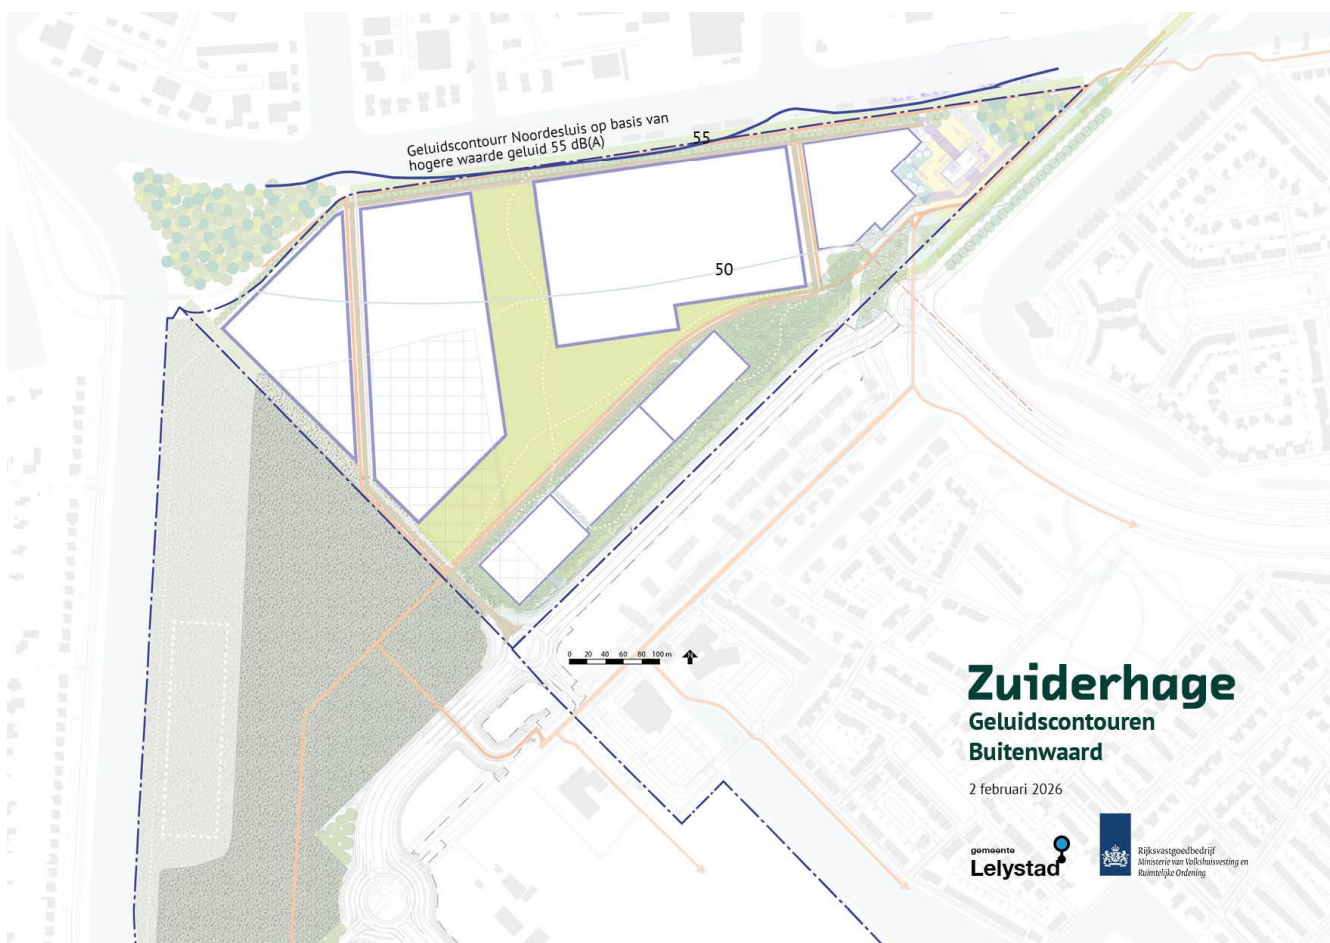 Geluidscontourr Noordesluis op basis van
hogere waarde geluid 55 dB(A)
55
50
0 20 40 60 80 100 m
N
Zuiderhage
Geluidscontouren
Buitenwaard
2 februari 2026
gemeente
Lelystad
Rijksvastgoedbedrijf
Ministerie van Volkshuisvesting en
Ruimtelijke Ordening